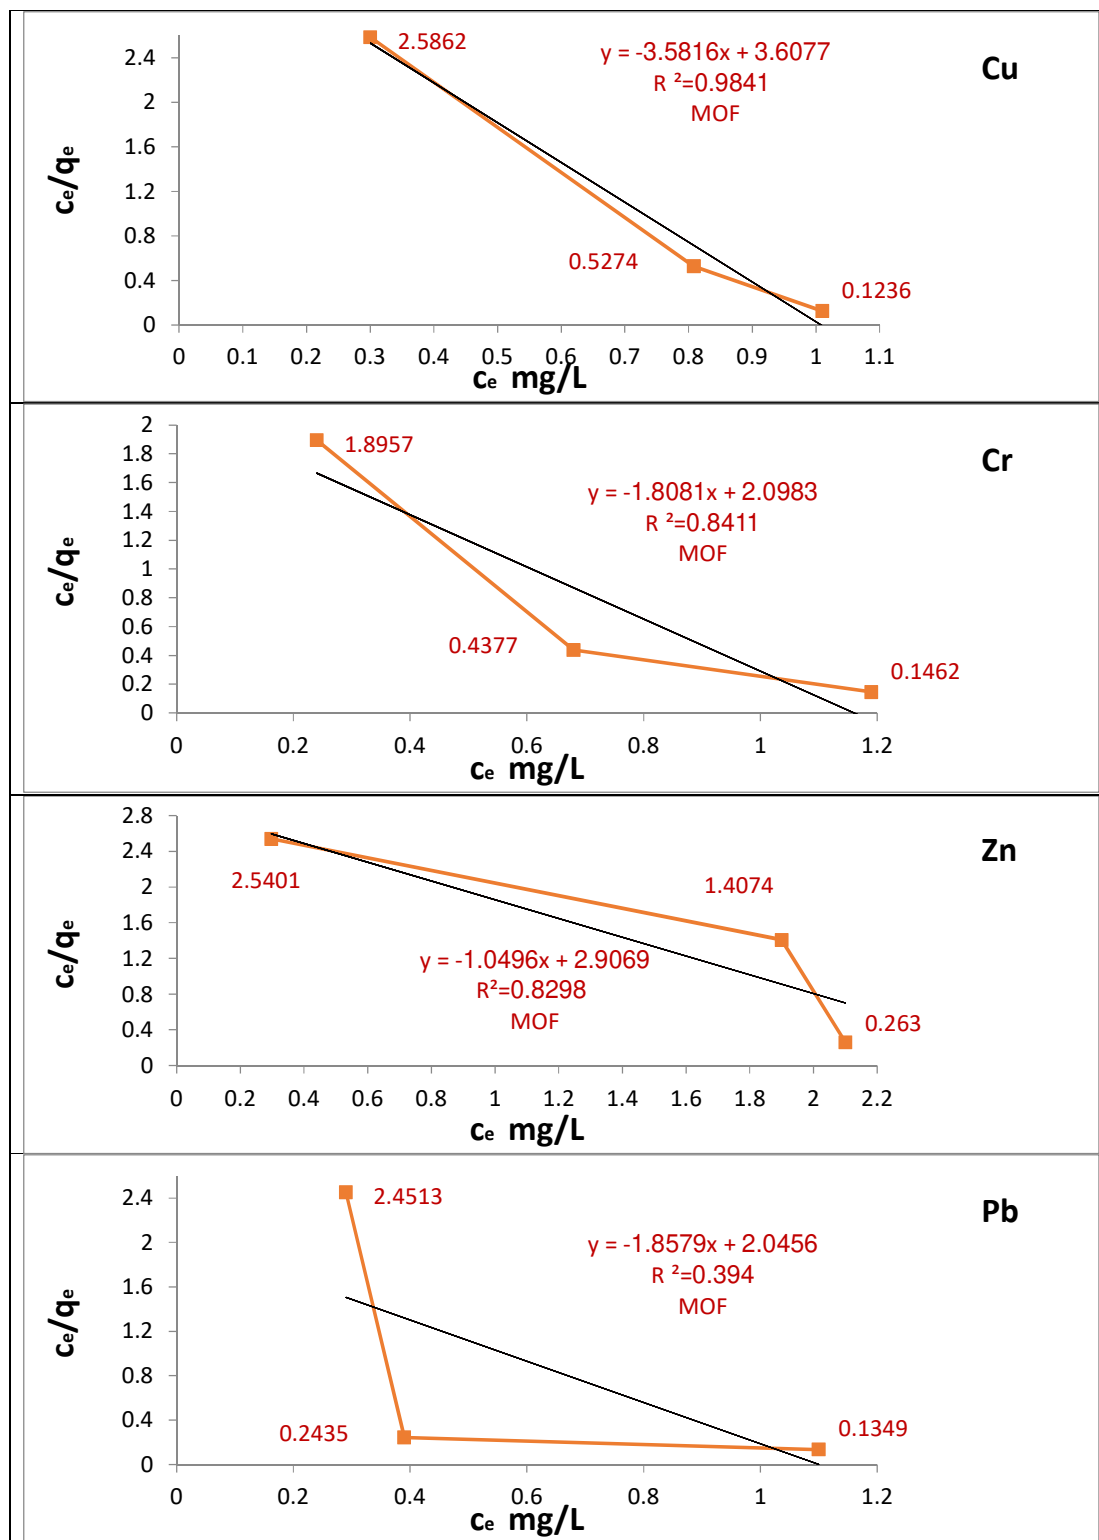 Cu
2.5862
y = -3.5816x + 3.6077
R ²=0.9841
MOF
cₑ/qₑ
2.4
2
1.6
1.2
0.8
0.4
0
0.5274
0.1236
0 0.1 0.2 0.3 0.4 0.5 0.6 0.7 0.8 0.9 1 1.1
cₑ mg/L
Cr
1.8957
y = -1.8081x + 2.0983
R ²=0.8411
MOF
cₑ/qₑ
2
1.8
1.6
1.4
1.2
1
0.8
0.6
0.4
0.2
0
0.4377
0.1462
0 0.2 0.4 0.6 0.8 1 1.2
cₑ mg/L
Zn
2.5401
1.4074
y = -1.0496x + 2.9069
R²=0.8298
MOF
0.263
cₑ/qₑ
2.8
2.4
2
1.6
1.2
0.8
0.4
0
0 0.2 0.4 0.6 0.8 1 1.2 1.4 1.6 1.8 2 2.2
cₑ mg/L
Pb
2.4513
y = -1.8579x + 2.0456
R ²=0.394
MOF
cₑ/qₑ
2.4
2
1.6
1.2
0.8
0.4
0
0.2435
0.1349
0 0.2 0.4 0.6 0.8 1 1.2
cₑ mg/L